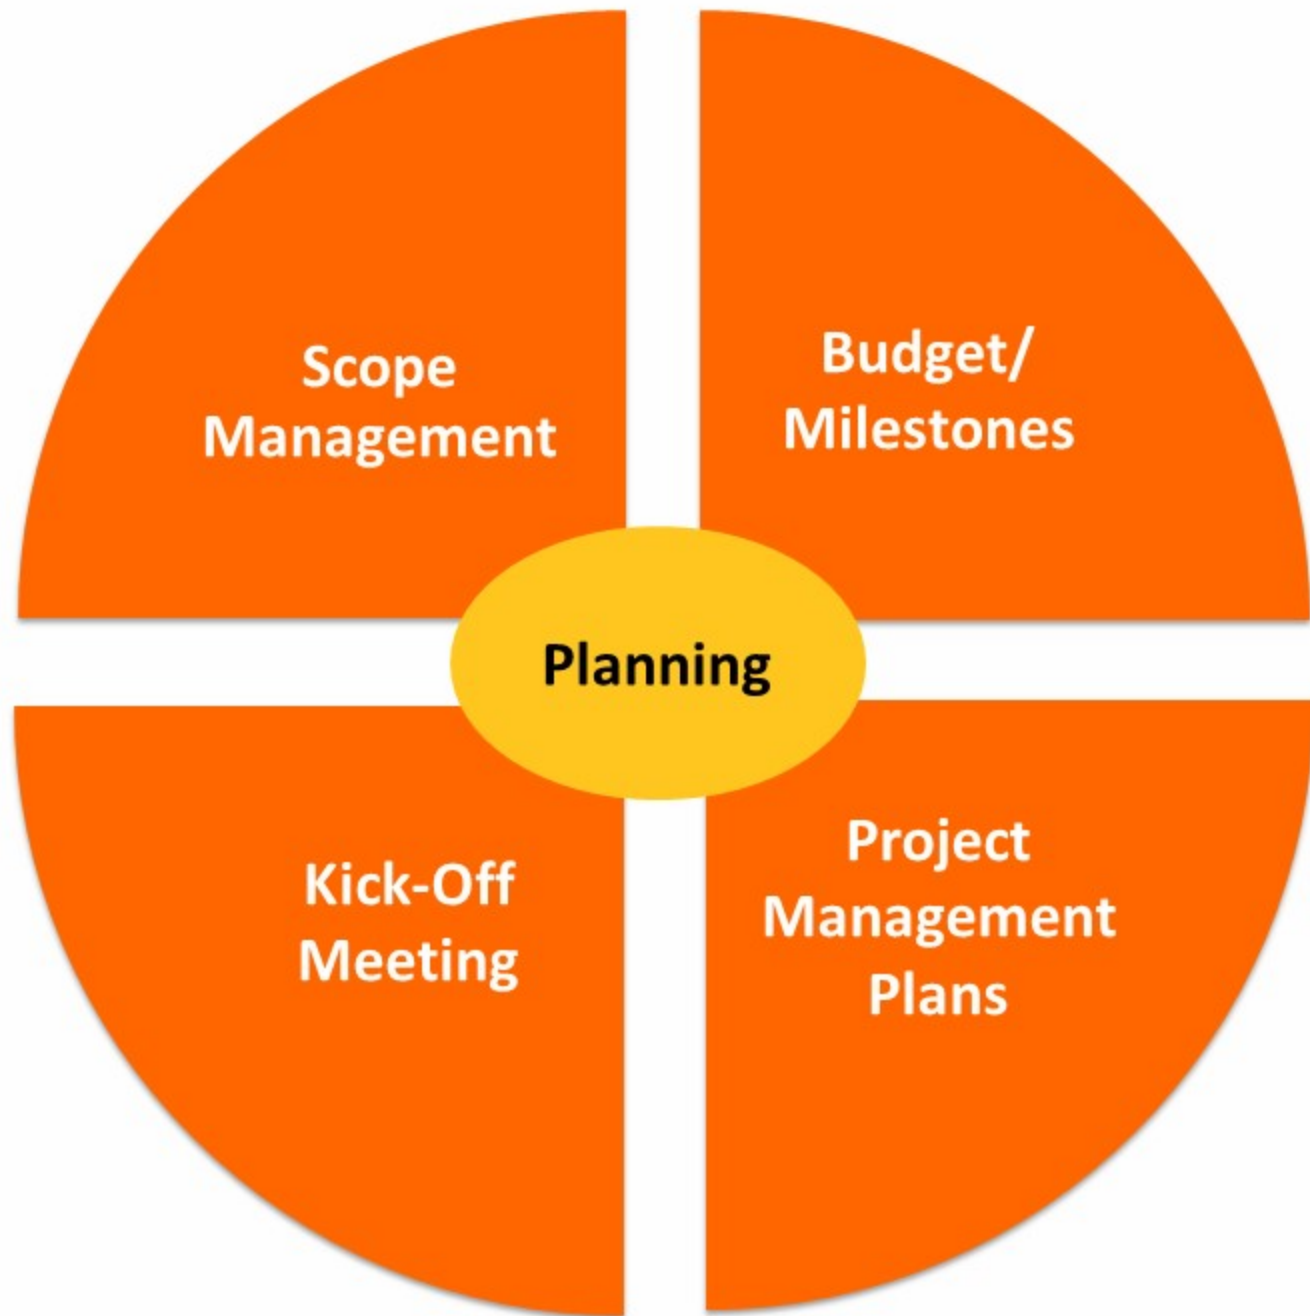 Scope
Management
Budget/
Milestones
Planning
Kick-Off
Meeting
Project
Management
Plans